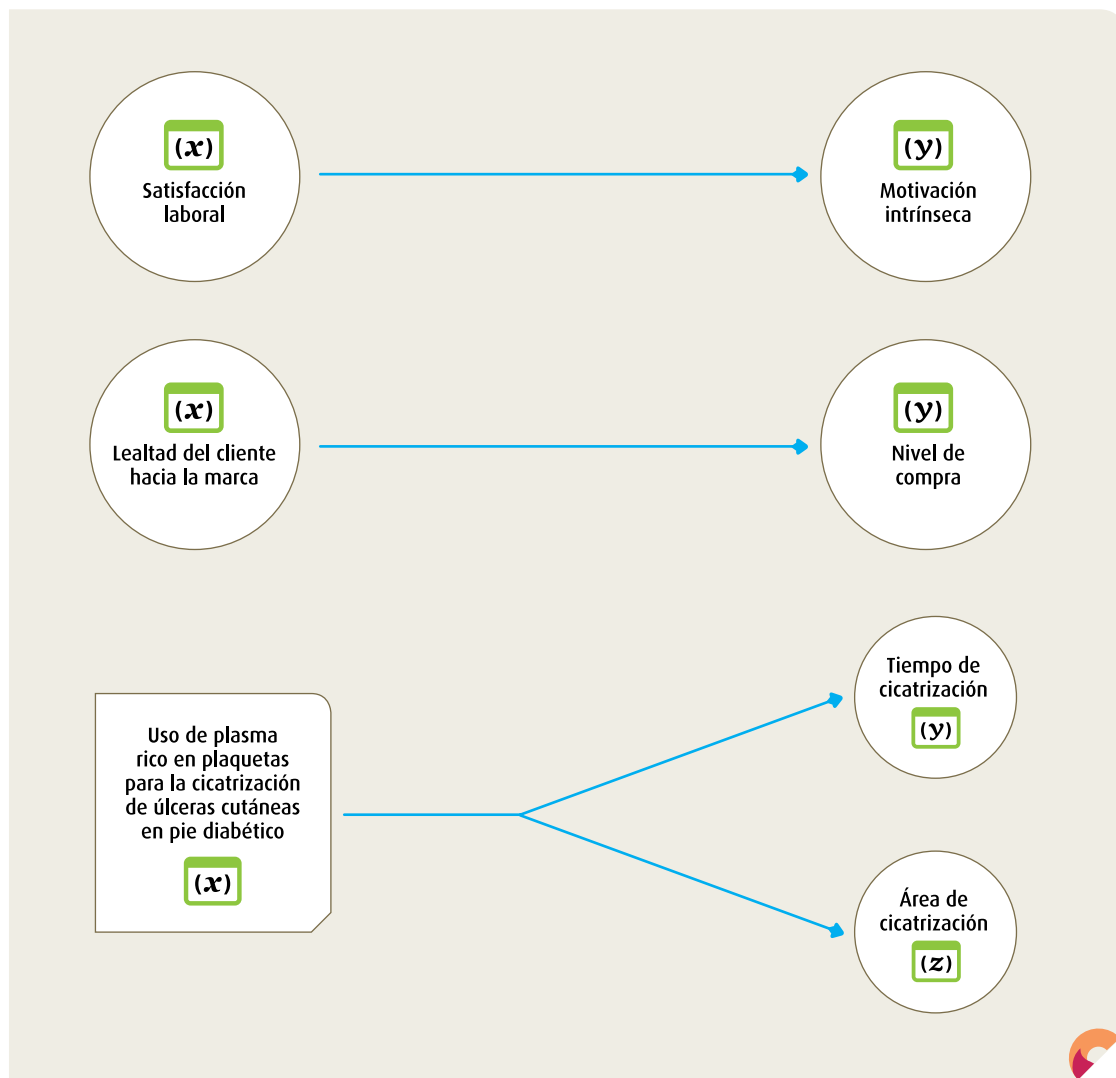 (x)
Satisfacción
laboral
(y)
Motivación
intrínseca
(x)
Lealtad del cliente
hacia la marca
(y)
Nivel de
compra
Uso de plasma
rico en plaquetas
para la cicatrización
de úlceras cutáneas
en pie diabético
(x)
Tiempo de
cicatrización
(y)
Área de
cicatrización
(z)